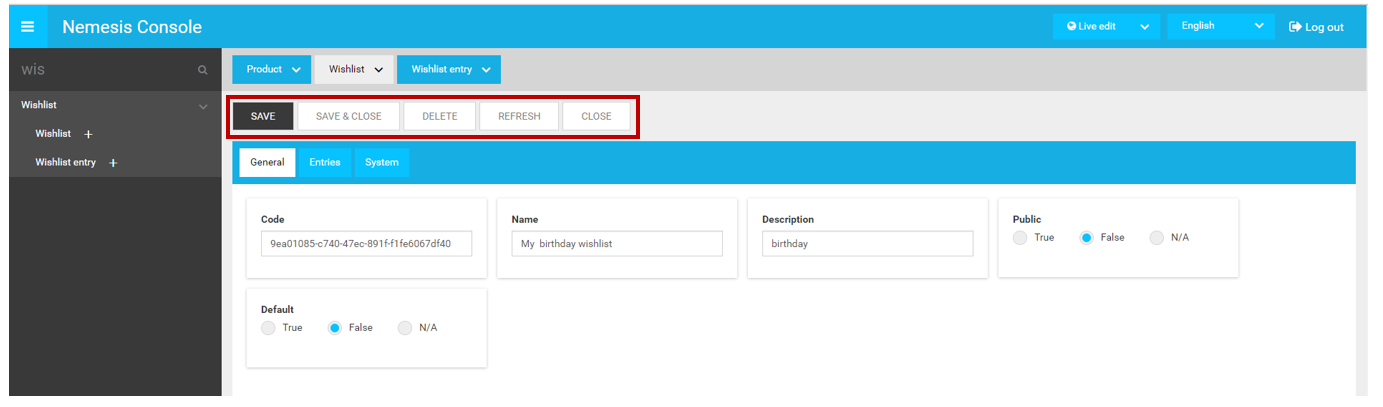 Nemesis Console
Live edit
English
Log out
wis
Product
Wishlist
Wishlist entry
Wishlist
Wishlist +
Wishlist entry +
SAVE
SAVE & CLOSE
DELETE
REFRESH
CLOSE
General
Entries
System
Code
9ea01085-c740-47ec-891f-f1fe6067df40
Name
My birthday wishlist
Description
birthday
Public
True
False
N/A
Default
True
False
N/A